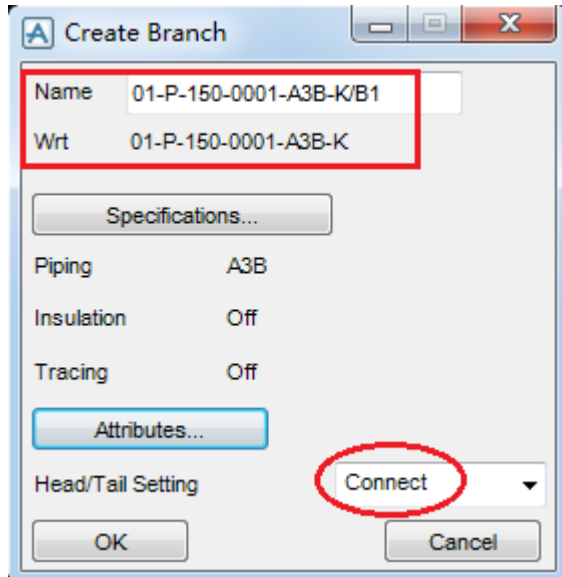 Create Branch
Name 01-P-150-0001-A3B-K/B1
Wrt 01-P-150-0001-A3B-K
Specifications...
Piping A3B
Insulation Off
Tracing Off
Attributes...
Head/Tail Setting Connect
OK Cancel